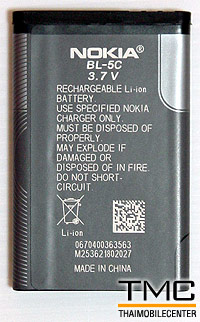 NOKIA
BL-5C
3.7 V
RECHARGEABLE Li-ion
BATTERY.
USE SPECIFIED NOKIA
CHARGER ONLY.
MUST BE DISPOSED OF
PROPERLY.
MAY EXPLODE IF
DAMAGED OR DISPOSED
OF IN FIRE.
DO NOT
SHORT-CIRCUIT.
Li-ion
0670400363563
M253621802027
MADE IN CHINA
TMC
THAIMOBILECENTER